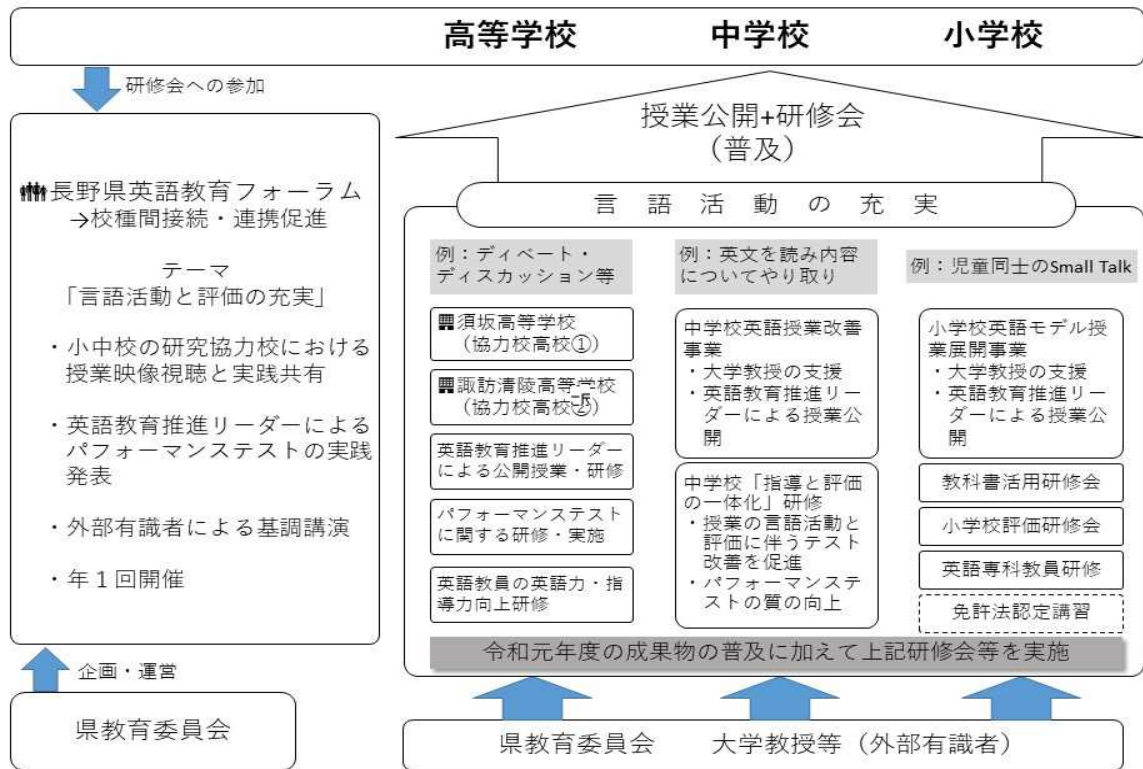 高等学校
中学校
小学校
研修会への参加
長野県英語教育フォーラム
→校種間接続・連携促進
テーマ
「言語活動と評価の充実」
・小中校の研究協力校における
授業映像視聴と実践共有
・英語教育推進リーダーによる
パフォーマンステストの実践
発表
・外部有識者による基調講演
・年１回開催
企画・運営
県教育委員会
授業公開+研修会
（普及）
言語活動の充実
例：ディベート・
ディスカッション等
須坂高等学校
（協力校高校①）
諏訪清陵高等学校
（協力校高校②）
英語教育推進リーダー
による公開授業・研修
パフォーマンステスト
に関する研修・実施
英語教員の英語力・指
導力向上研修
例：英文を読み内容
についてやり取り
中学校英語授業改善
事業
・大学教授の支援
・英語教育推進リー
ダーによる授業公
開
中学校「指導と評価
の一体化」研修
・授業の言語活動と
評価に伴うテスト
改善を促進
・パフォーマンステ
ストの質の向上
例：児童同士のSmall Talk
小学校英語モデル授
業展開事業
・大学教授の支援
・英語教育推進リー
ダーによる授業公
開
教科書活用研修会
小学校評価研修会
英語専科教員研修
免許法認定講習
令和元年度の成果物の普及に加えて上記研修会等を実施
県教育委員会　大学教授等（外部有識者）